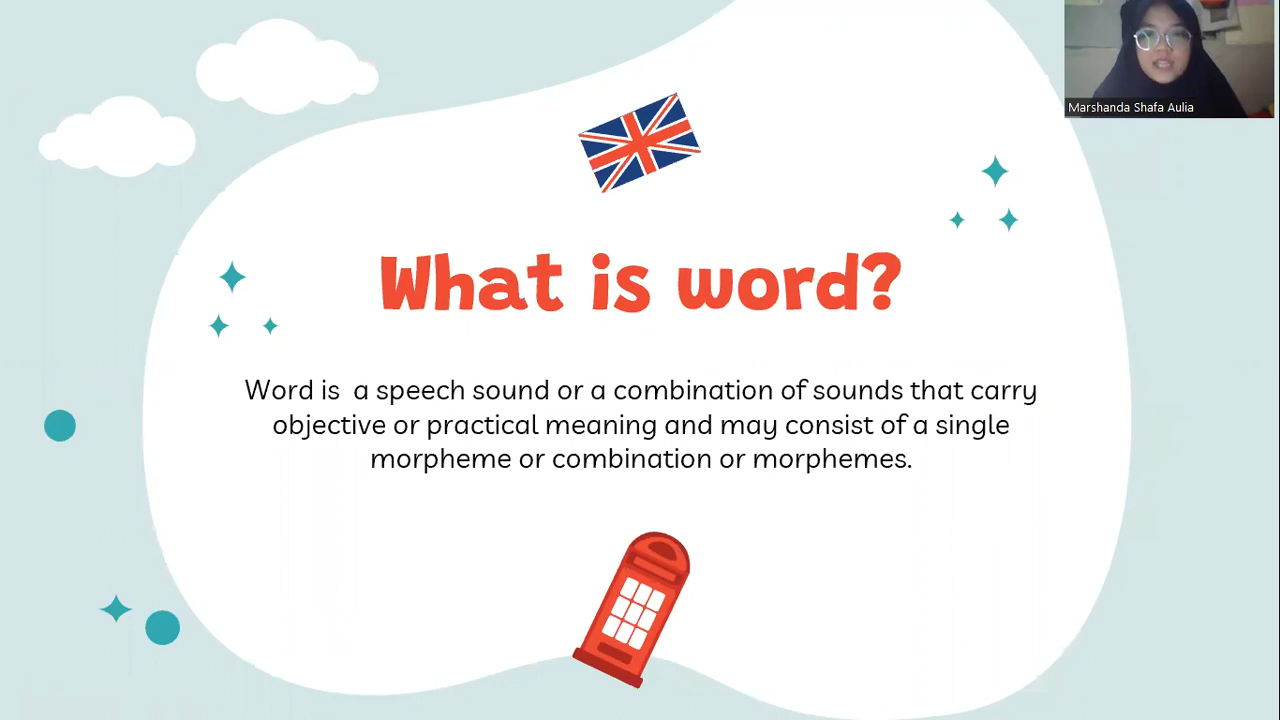 Marshanda Shafa Aulia
What is word?
Word is  a speech sound or a combination of sounds that carry
objective or practical meaning and may consist of a single
morpheme or combination or morphemes.